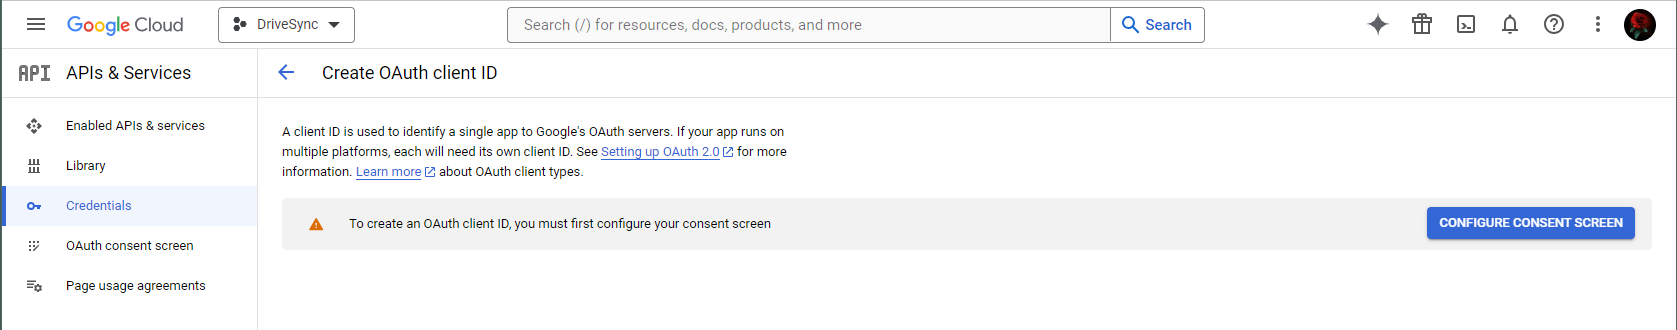 Google Cloud
DriveSync
Search (/) for resources, docs, products, and more
Search
API
APIs & Services
Create OAuth client ID
Enabled APIs & services
Library
Credentials
OAuth consent screen
Page usage agreements
A client ID is used to identify a single app to Google's OAuth servers. If your app runs on
multiple platforms, each will need its own client ID. See Setting up OAuth 2.0 for more
information. Learn more about OAuth client types.
To create an OAuth client ID, you must first configure your consent screen
CONFIGURE CONSENT SCREEN